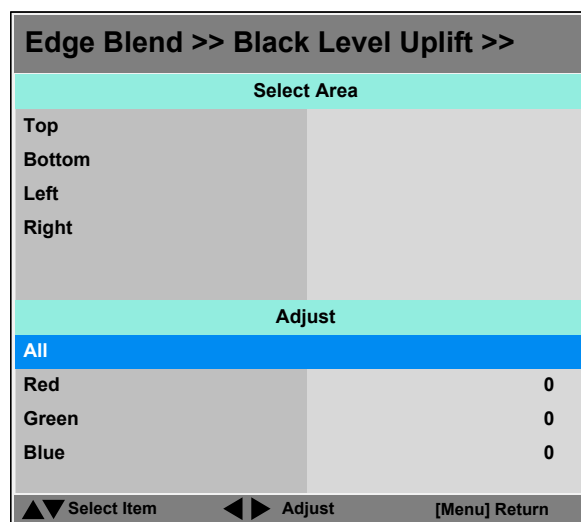 Edge Blend >> Black Level Uplift >>
Select Area
Top
Bottom
Left
Right
Adjust
All
Red 0
Green 0
Blue 0
▲▼ Select Item ◀▶ Adjust [Menu] Return